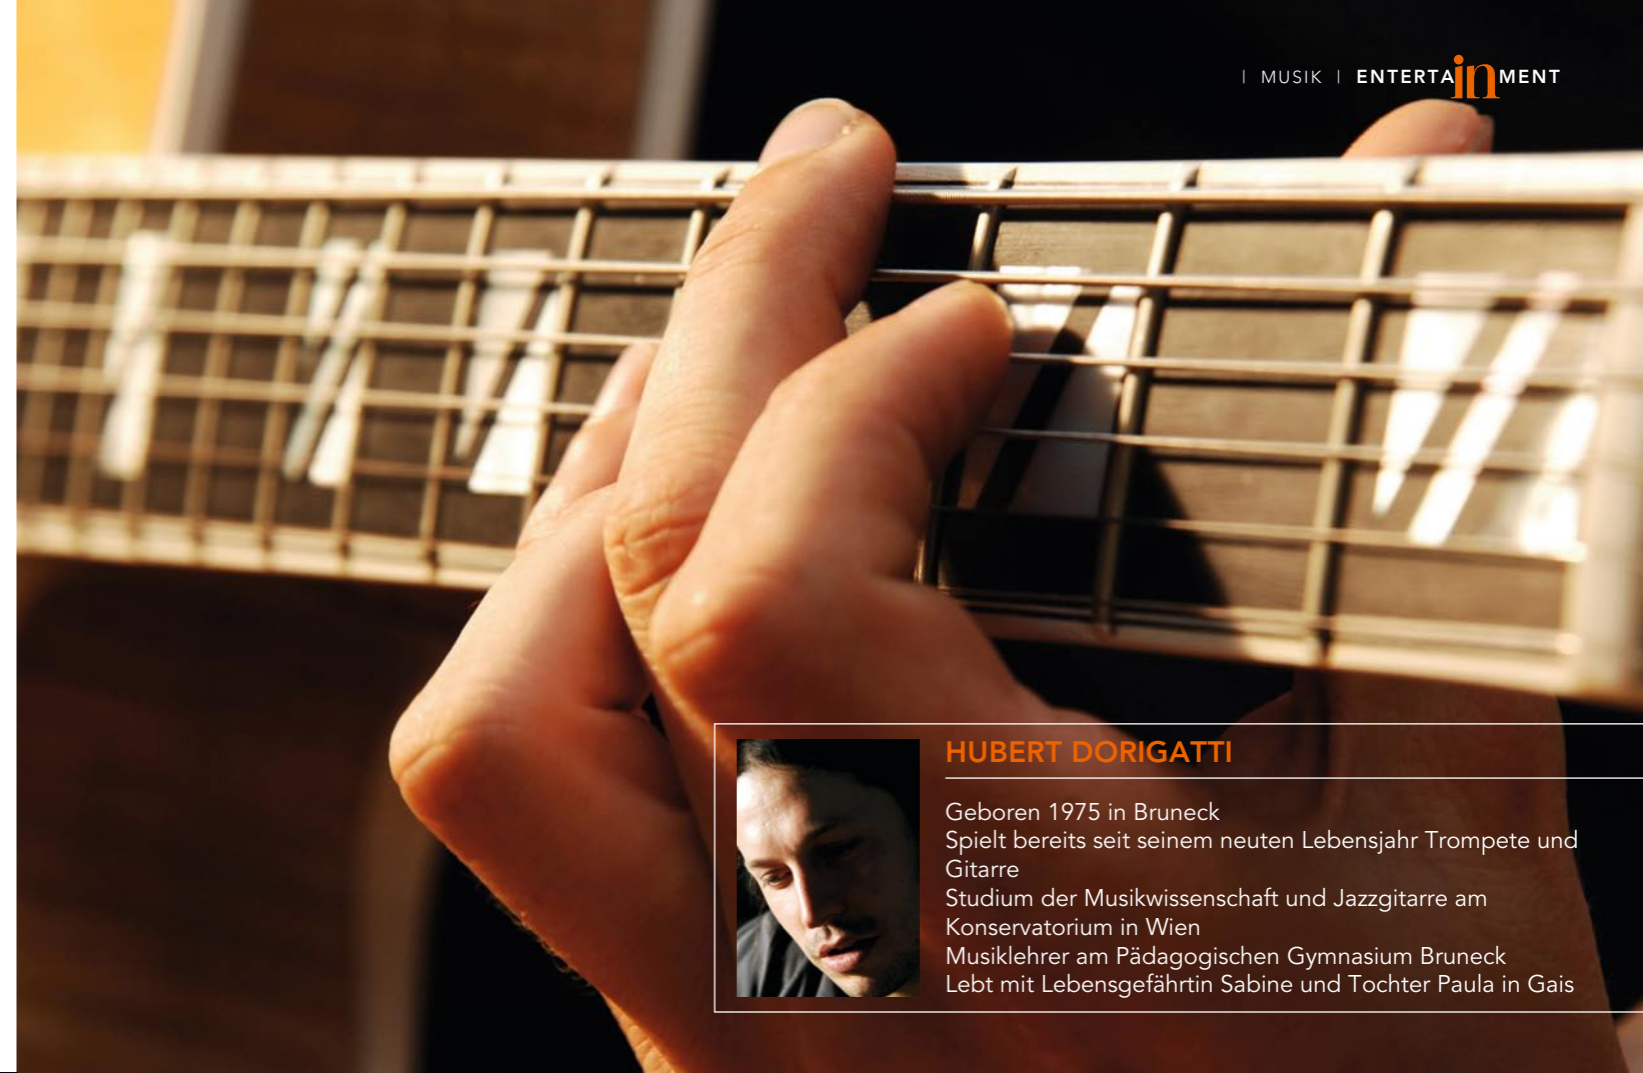 | MUSIK | ENTERTAINMENT
HUBERT DORIGATTI
Geboren 1975 in Bruneck
Spielt bereits seit seinem neuten Lebensjahr Trompete und
Gitarre
Studium der Musikwissenschaft und Jazzgitarre am
Konservatorium in Wien
Musiklehrer am Pädagogischen Gymnasium Bruneck
Lebt mit Lebensgefährtin Sabine und Tochter Paula in Gais